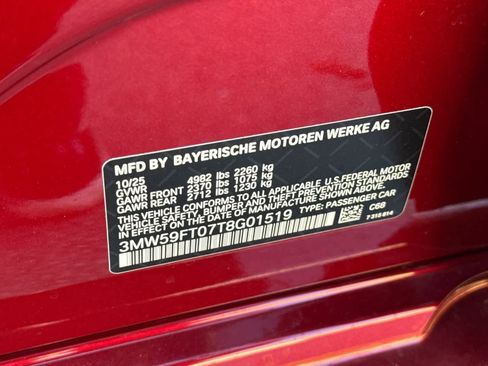 MFD BY BAYERISCHE MOTOREN WERKE AG
10/25
GVWR 4982 lbs 2260 kg
GAWR FRONT 2370 lbs 1075 kg
GAWR REAR 2712 lbs 1230 kg
THIS VEHICLE CONFORMS TO ALL APPLICABLE U.S. FEDERAL MOTOR
VEHICLE SAFETY, BUMPER, AND THEFT PREVENTION STANDARDS
IN EFFECT ON THE DATE OF MANUFACTURE SHOWN ABOVE.
3MW59FT07T8G01519 TYPE: PASSENGER CAR
C6B
7 315 614